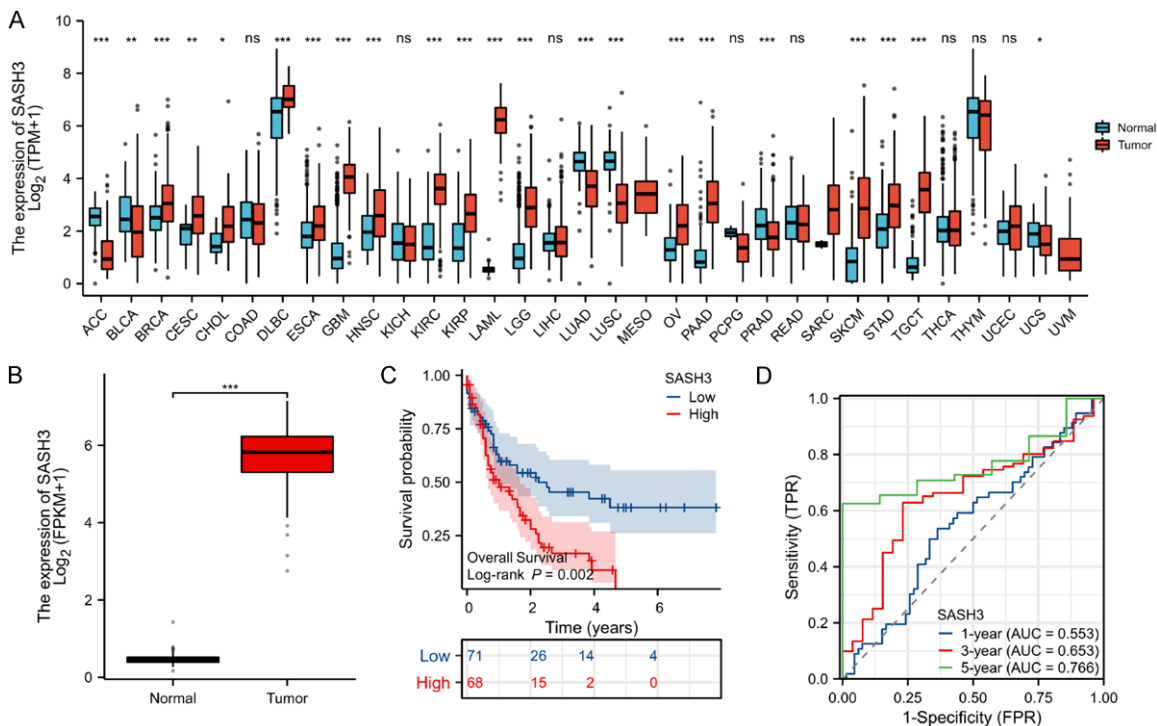 A
The expression of SASH3
Log2 (TPM+1)
10
8
6
4
2
0
*** ** *** ** * ns *** *** *** *** ns *** *** *** ns *** *** *** *** ns *** ns *** *** *** ns ns ns *
Normal
Tumor
ACC BLCA BRCA CESC CHOL COAD DLBC ESCA GBM HNSC KICH KIRC KIRP LAML LGG LIHC LUAD LUSC MESO OV PAAD PCPG PRAD READ SARC SKCM STAD TGCT THCA THYM UCEC UCS UVM
B
The expression of SASH3
Log2 (FPKM+1)
***
6
4
6
0
Normal Tumor
C
Survival probability
1.00
0.75
0.50
0.25
SASH3
Low
High
Overall Survival
Log-rank P = 0.002
0 2 4 6
Time (years)
Low 71 26 14 4
High 68 15 2 0
D
Sensitivity (TPR)
1.0
0.8
0.6
0.4
0.2
0.0
SASH3
1-year (AUC = 0.553)
3-year (AUC = 0.653)
5-year (AUC = 0.766)
0.00 0.25 0.50 0.75 1.00
1-Specificity (FPR)